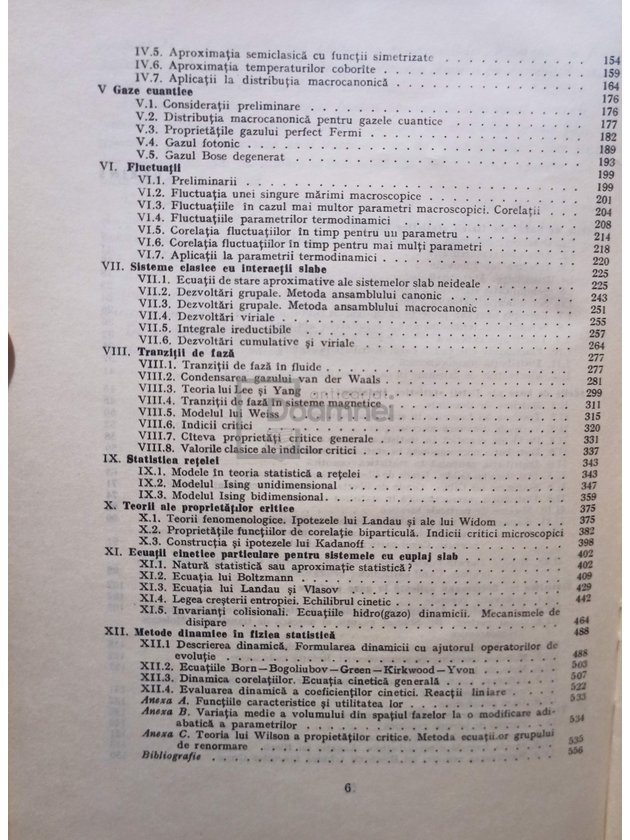 IV.5. Aproximația semiclasică cu funcții simetrizate . . . 154
IV.6. Aproximația temperaturilor coborîte . . . 159
IV.7. Aplicații la distribuția macrocanonică . . . 164
V Gaze cuantice . . . 176
V.1. Considerații preliminare . . . 176
V.2. Distribuția macrocanonică pentru gazele cuantice . . . 177
V.3. Proprietățile gazului perfect Fermi . . . 182
V.4. Gazul fotonic . . . 189
V.5. Gazul Bose degenerat . . . 193
VI. Fluctuații . . . 199
VI.1. Preliminarii . . . 199
VI.2. Fluctuația unei singure mărimi macroscopice . . . 201
VI.3. Fluctuațiile în cazul mai multor parametri macroscopici. Corelații . . . 204
VI.4. Fluctuațiile parametrilor termodinamici . . . 208
VI.5. Corelația fluctuațiilor în timp pentru un parametru . . . 214
VI.6. Corelația fluctuațiilor în timp pentru mai mulți parametri . . . 218
VI.7. Aplicații la parametrii termodinamici . . . 220
VII. Sisteme clasice cu interacții slabe . . . 225
VII.1. Ecuații de stare aproximative ale sistemelor slab neideale . . . 225
VII.2. Dezvoltări grupale. Metoda ansamblului canonic . . . 243
VII.3. Dezvoltări grupale. Metoda ansamblului macrocanonic . . . 251
VII.4. Dezvoltări viriale . . . 255
VII.5. Integrale ireductibile . . . 257
VII.6. Dezvoltări cumulative și viriale . . . 264
VIII. Tranziții de fază . . . 277
VIII.1. Tranziții de fază în fluide . . . 277
VIII.2. Condensarea gazului van der Waals . . . 281
VIII.3. Teoria lui Lee și Yang . . . 299
VIII.4. Tranziții de fază în sisteme magnetice . . . 311
VIII.5. Modelul lui Weiss . . . 315
VIII.6. Indicii critici . . . 320
VIII.7. Cîteva proprietăți critice generale . . . 331
VIII.8. Valorile clasice ale indicilor critici . . . 337
IX. Statistica rețelei . . . 343
IX.1. Modele în teoria statistică a rețelei . . . 343
IX.2. Modelul Ising unidimensional . . . 347
IX.3. Modelul Ising bidimensional . . . 359
X. Teorii ale proprietăților critice . . . 375
X.1. Teorii fenomenologice. Ipotezele lui Landau și ale lui Widom . . . 375
X.2. Proprietățile funcțiilor de corelație biparticulă. Indicii critici microscopici 382
X.3. Construcția și ipotezele lui Kadanoff . . . 398
XI. Ecuații cinetice particulare pentru sistemele cu cuplaj slab . . . 402
XI.1. Natură statistică sau aproximație statistică? . . . 402
XI.2. Ecuația lui Boltzmann . . . 409
XI.3. Ecuația lui Landau și Vlasov . . . 429
XI.4. Legea creșterii entropiei. Echilibrul cinetic . . . 442
XI.5. Invarianți colisionali. Ecuațiile hidro(gazo) dinamicii. Mecanismele de
disipare . . . 464
XII. Metode dinamice în fizica statistică . . . 488
XII.1 Descrierea dinamică. Formularea dinamicii cu ajutorul operatorilor de
evoluție . . . 488
XII.2. Ecuațiile Born—Bogoliubov—Green—Kirkwood—Yvon . . . 503
XII.3. Dinamica corelațiilor. Ecuația cinetică generală . . . 507
XII.4. Evaluarea dinamică a coeficienților cinetici. Reacții liniare . . . 522
Anexa A. Funcțiile caracteristice și utilitatea lor . . . 533
Anexa B. Variația medie a volumului din spațiul fazelor la o modificare adi-
abatică a parametrilor . . . 534
Anexa C. Teoria lui Wilson a propietăților critice. Metoda ecuații.or grupului
de renormare . . . 535
Bibliografie . . . 556
6